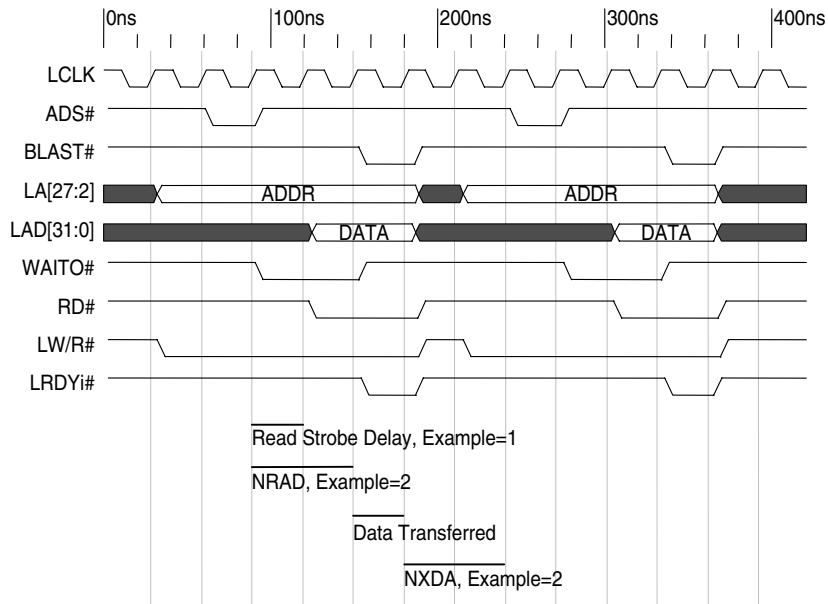 0ns 100ns 200ns 300ns 400ns
LCLK
ADS#
BLAST#
LA[27:2] ADDR ADDR
LAD[31:0] DATA DATA
WAITO#
RD#
LW/R#
LRDYi#
Read Strobe Delay, Example=1
NRAD, Example=2
Data Transferred
NXDA, Example=2